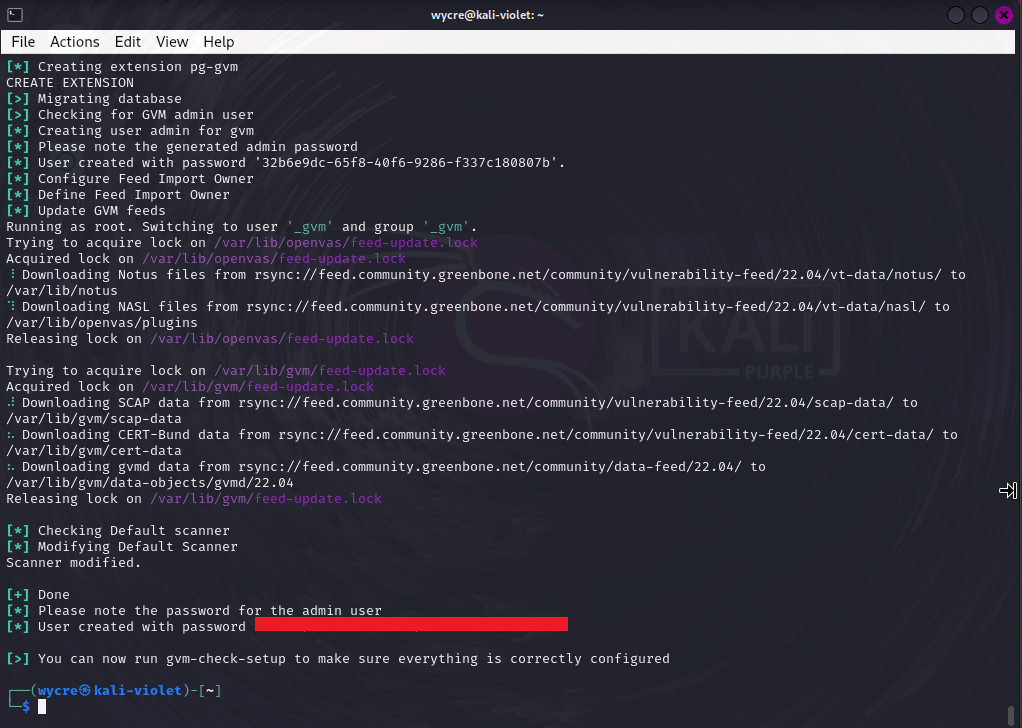 wycre@kali-violet: ~
File Actions Edit View Help
[*] Creating extension pg-gvm
CREATE EXTENSION
[>] Migrating database
[>] Checking for GVM admin user
[*] Creating user admin for gvm
[*] Please note the generated admin password
[*] User created with password '32b6e9dc-65f8-40f6-9286-f337c180807b'.
[*] Configure Feed Import Owner
[*] Define Feed Import Owner
[*] Update GVM feeds
Running as root. Switching to user '_gvm' and group '_gvm'.
Trying to acquire lock on /var/lib/openvas/feed-update.lock
Acquired lock on /var/lib/openvas/feed-update.lock
⠸ Downloading Notus files from rsync://feed.community.greenbone.net/community/vulnerability-feed/22.04/vt-data/notus/ to
/var/lib/notus
⠹ Downloading NASL files from rsync://feed.community.greenbone.net/community/vulnerability-feed/22.04/vt-data/nasl/ to
/var/lib/openvas/plugins
Releasing lock on /var/lib/openvas/feed-update.lock
Trying to acquire lock on /var/lib/gvm/feed-update.lock
Acquired lock on /var/lib/gvm/feed-update.lock
⠼ Downloading SCAP data from rsync://feed.community.greenbone.net/community/vulnerability-feed/22.04/scap-data/ to
/var/lib/gvm/scap-data
⠦ Downloading CERT-Bund data from rsync://feed.community.greenbone.net/community/vulnerability-feed/22.04/cert-data/ to
/var/lib/gvm/cert-data
⠦ Downloading gvmd data from rsync://feed.community.greenbone.net/community/data-feed/22.04/ to
/var/lib/gvm/data-objects/gvmd/22.04
Releasing lock on /var/lib/gvm/feed-update.lock
[*] Checking Default scanner
[*] Modifying Default Scanner
Scanner modified.
[+] Done
[*] Please note the password for the admin user
[*] User created with password
[>] You can now run gvm-check-setup to make sure everything is correctly configured
┌──(wycre㉿kali-violet)-[~]
└─$
KALI
PURPLE